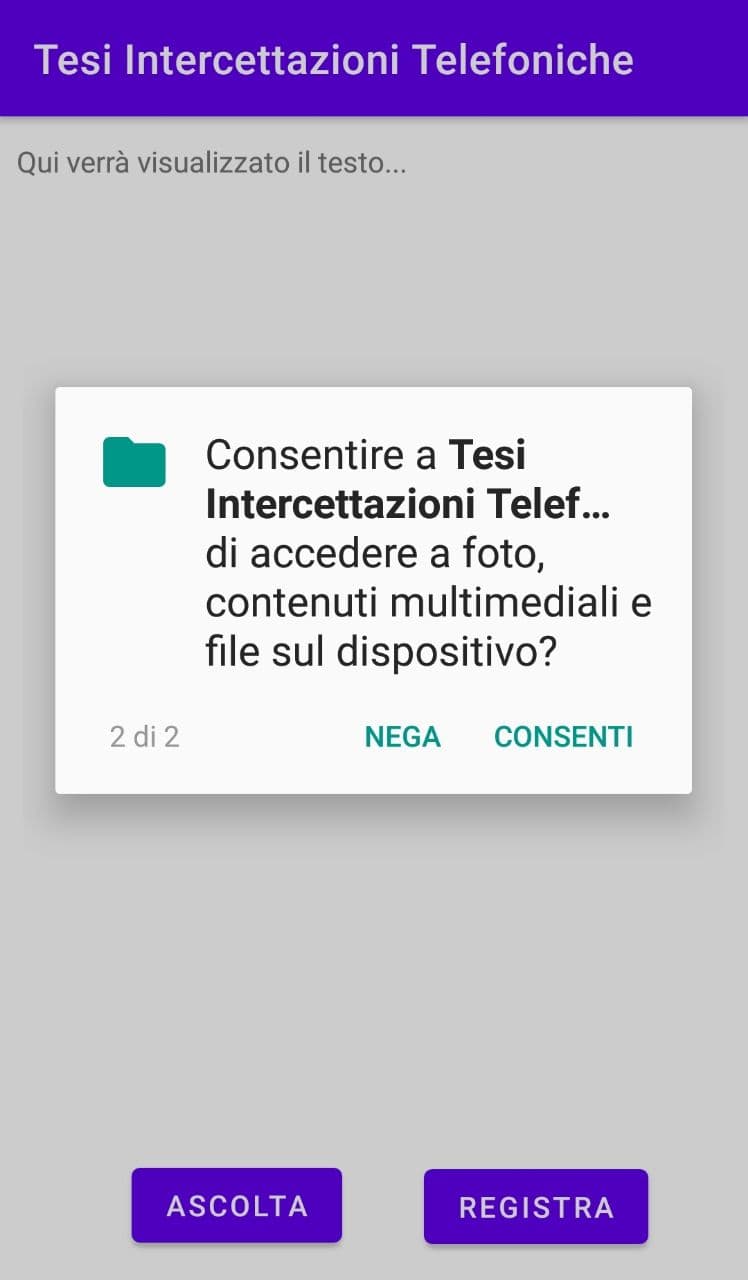 Tesi Intercettazioni Telefoniche
Qui verrà visualizzato il testo...
Consentire a Tesi
Intercettazioni Telef...
di accedere a foto,
contenuti multimediali e
file sul dispositivo?
2 di 2 NEGA CONSENTI
ASCOLTA REGISTRA